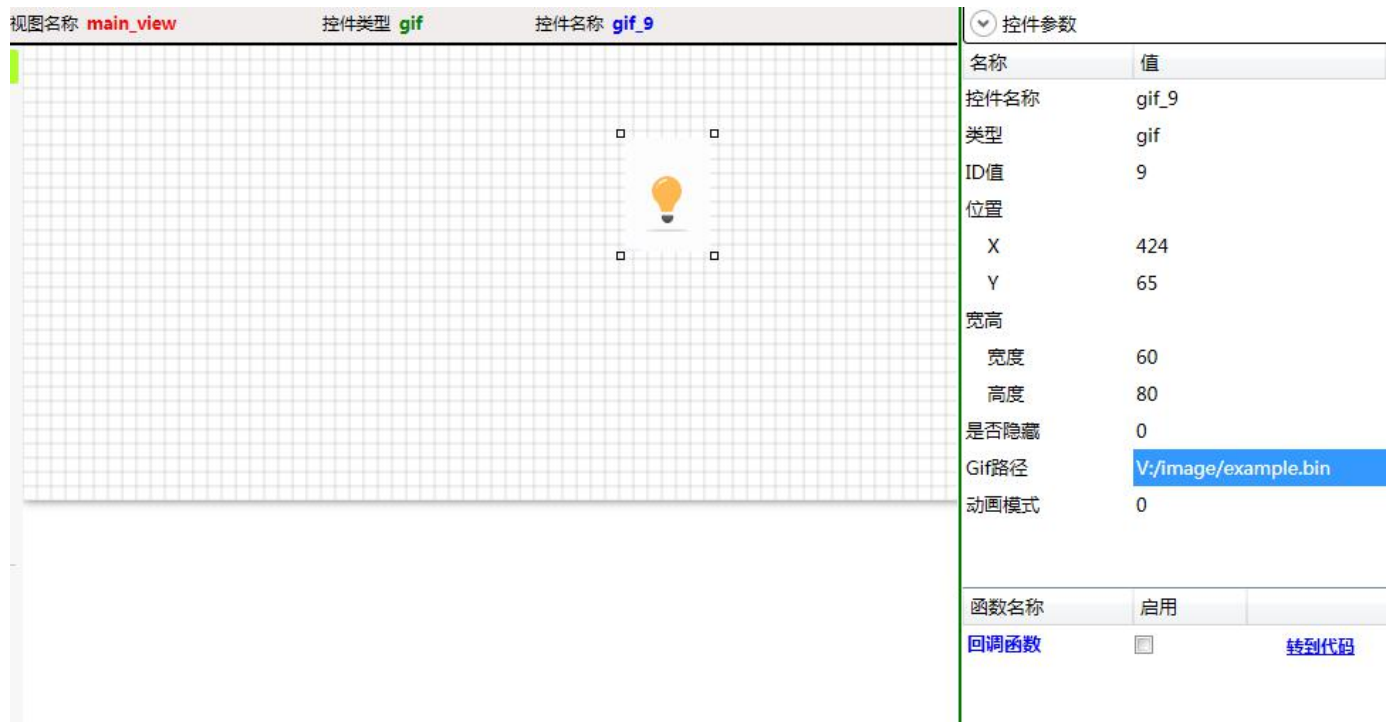 视图名称 main_view 控件类型 gif 控件名称 gif_9
控件参数
名称 值
控件名称 gif_9
类型 gif
ID值 9
位置
X 424
Y 65
宽高
宽度 60
高度 80
是否隐藏 0
Gif路径 V:/image/example.bin
动画模式 0
函数名称 启用
回调函数 转到代码